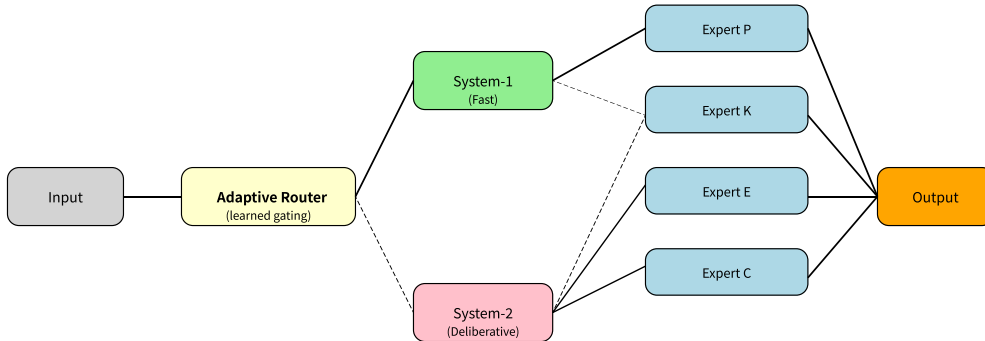 Input
Adaptive Router
(learned gating)
System-1
(Fast)
System-2
(Deliberative)
Expert P
Expert K
Expert E
Expert C
Output